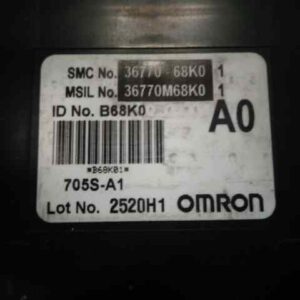 SMC No. 36770-68K0 1
MSIL No. 36770M68K0 1
ID No. B68K0
A0
*B68K01*
705S-A1
Lot No. 2520H1 OMRON